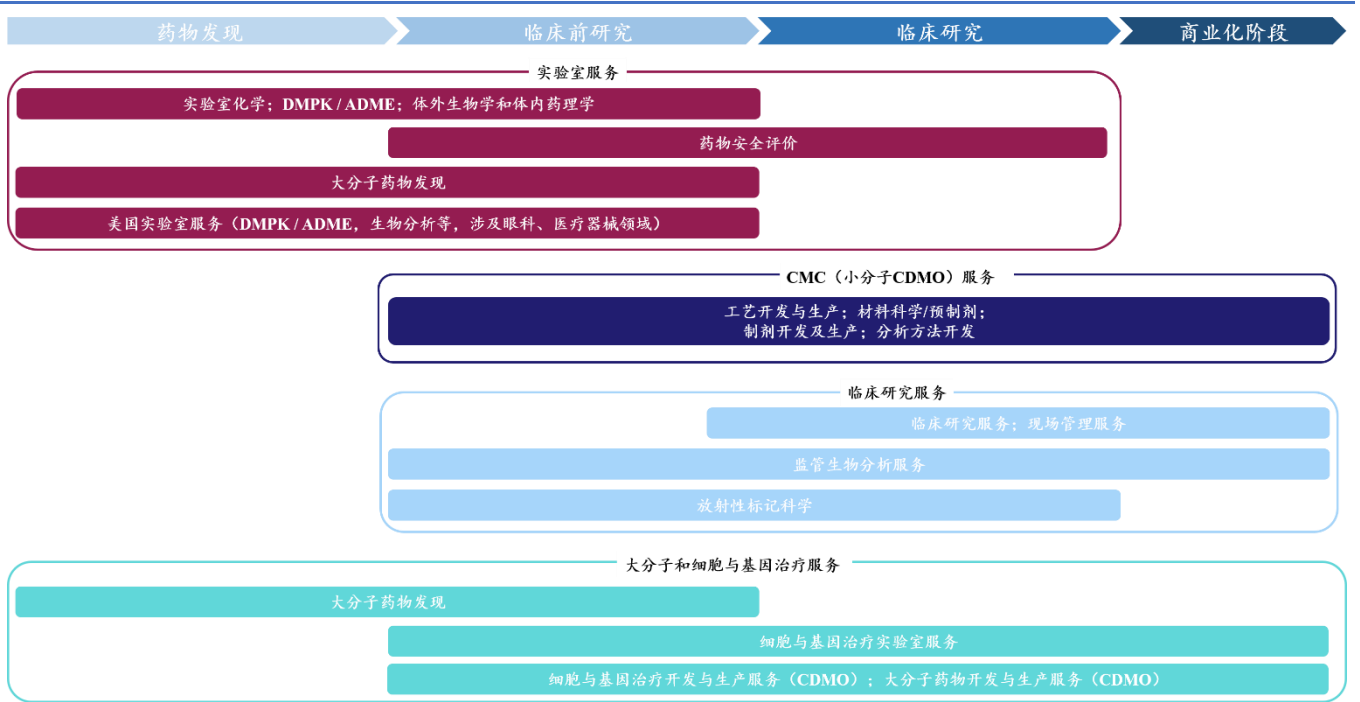 药物发现
临床前研究
临床研究
商业化阶段
实验室服务
实验室化学；DMPK / ADME；体外生物学和体内药理学
药物安全评价
大分子药物发现
美国实验室服务（DMPK / ADME，生物分析等，涉及眼科、医疗器械领域）
CMC（小分子CDMO）服务
工艺开发与生产；材料科学/预制剂；
制剂开发及生产；分析方法开发
临床研究服务
临床研究服务；现场管理服务
监管生物分析服务
放射性标记科学
大分子和细胞与基因治疗服务
大分子药物发现
细胞与基因治疗实验室服务
细胞与基因治疗开发与生产服务（CDMO）；大分子药物开发与生产服务（CDMO）